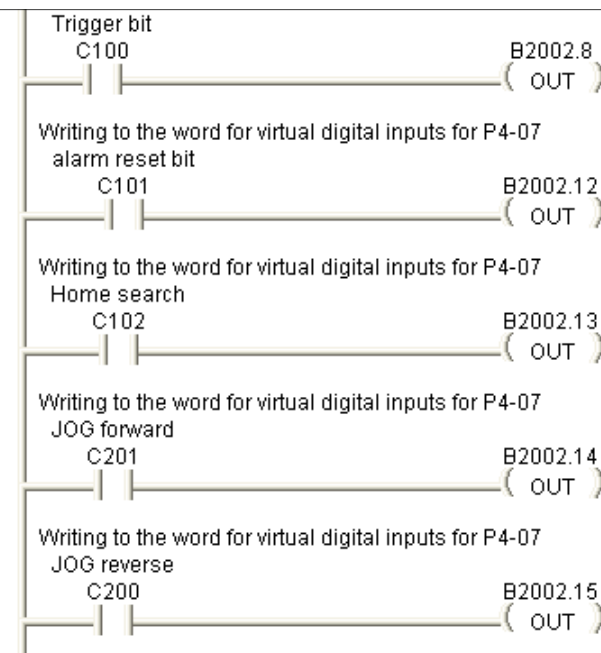 Trigger bit
C100 B2002.8
( OUT )
Writing to the word for virtual digital inputs for P4-07
alarm reset bit
C101 B2002.12
( OUT )
Writing to the word for virtual digital inputs for P4-07
Home search
C102 B2002.13
( OUT )
Writing to the word for virtual digital inputs for P4-07
JOG forward
C201 B2002.14
( OUT )
Writing to the word for virtual digital inputs for P4-07
JOG reverse
C200 B2002.15
( OUT )